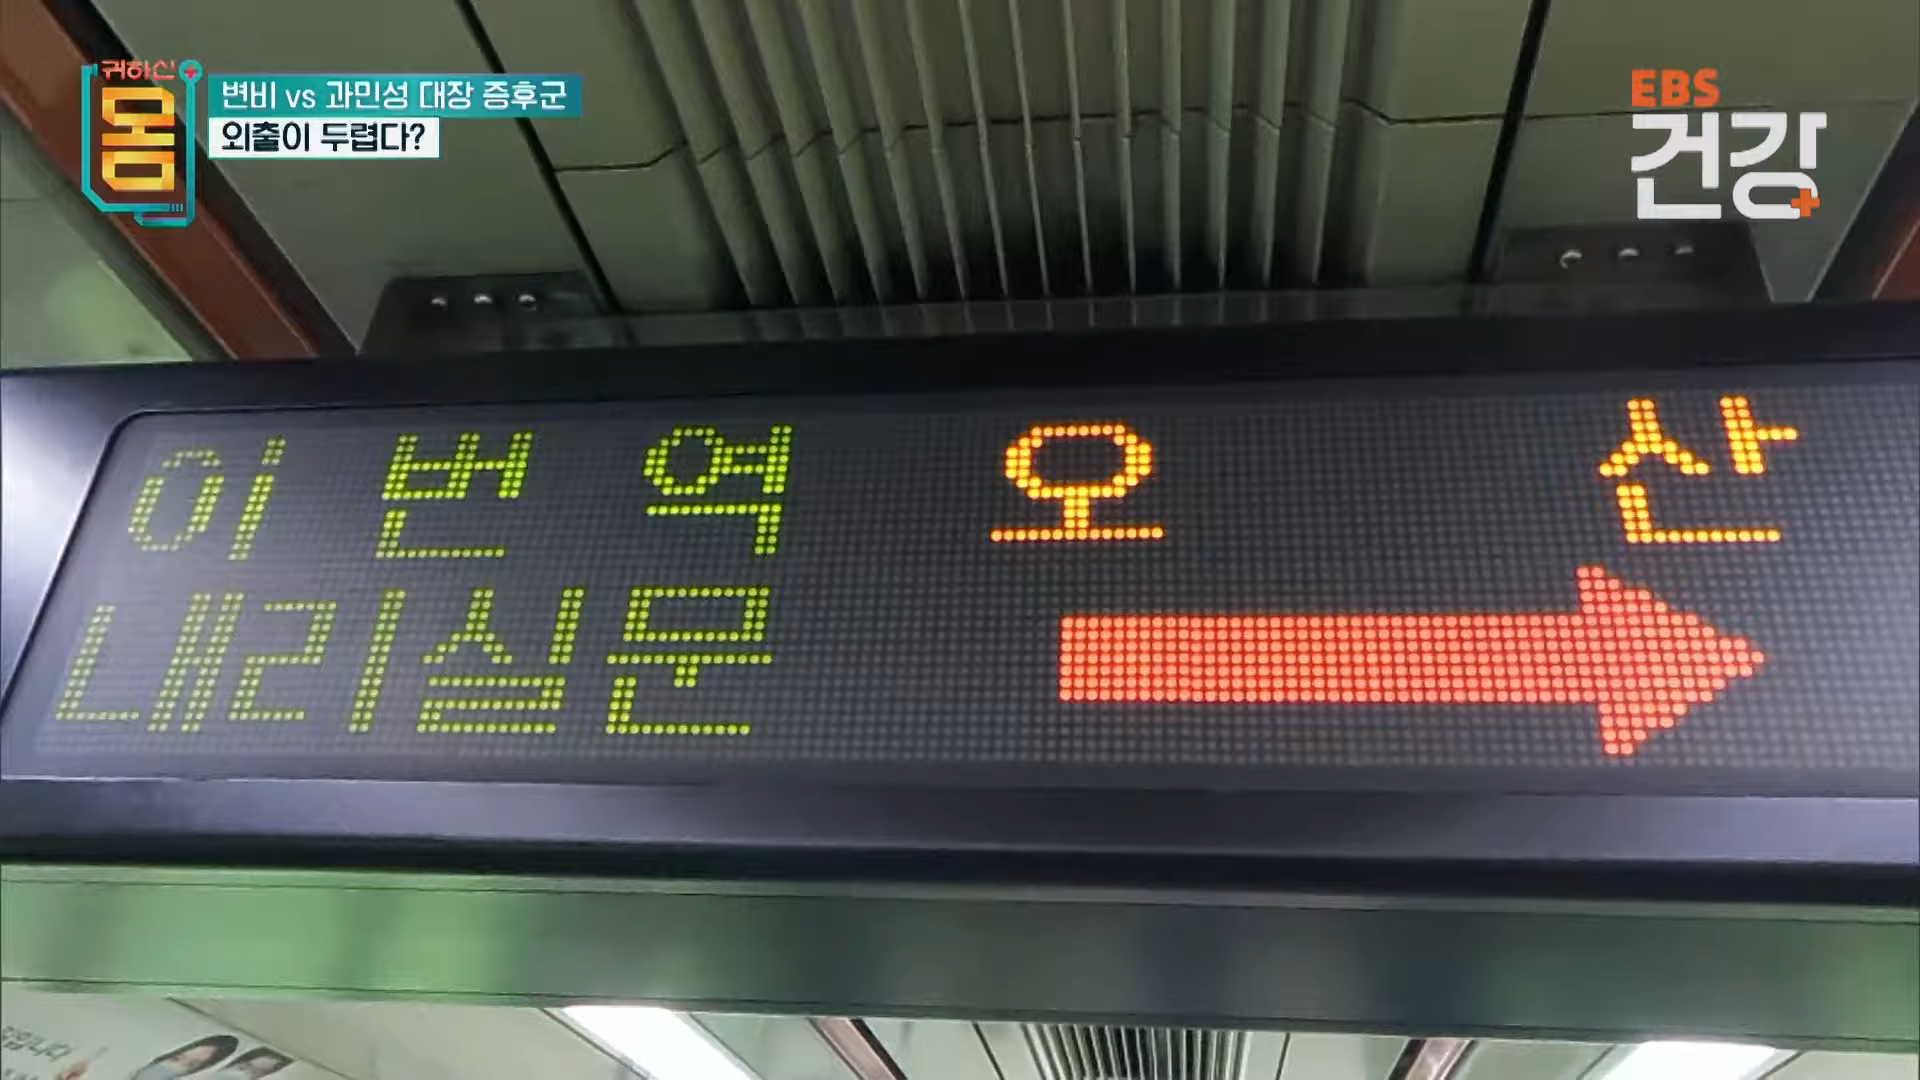 귀하신
몸
변비 vs 과민성 대장 증후군
외출이 두렵다?
EBS
건강
이번역 오산
내리실문